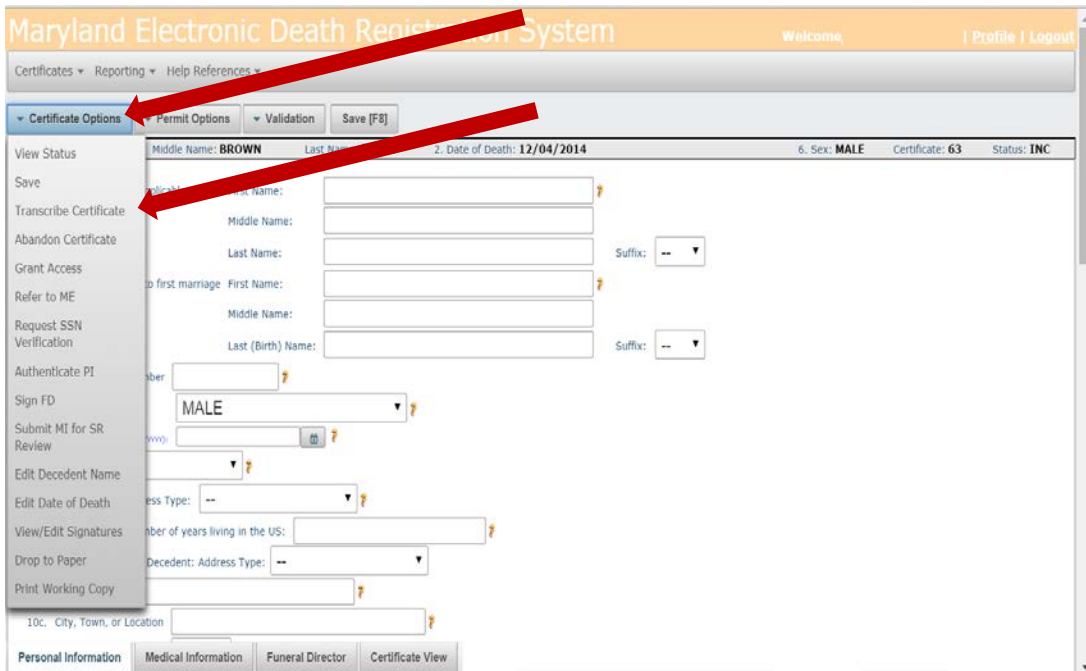 Maryland Electronic Death Registration System Welcome, | Profile | Logout
Certificates Reporting Help References
Certificate Options Permit Options Validation Save [F8]
Middle Name: BROWN Last Name 2. Date of Death: 12/04/2014 6. Sex: MALE Certificate: 63 Status: INC
View Status
Save
First Name:
Transcribe Certificate
Middle Name:
Abandon Certificate
Last Name: Suffix: --
Grant Access
to first marriage First Name:
Refer to ME
Middle Name:
Request SSN
Verification
Last (Birth) Name: Suffix: --
Authenticate PI
mber
Sign FD
MALE
Submit MI for SR
Review
Edit Decedent Name
Edit Date of Death
ess Type: --
View/Edit Signatures
mber of years living in the US:
Drop to Paper
Decedent: Address Type: --
Print Working Copy
10c. City, Town, or Location
Personal Information Medical Information Funeral Director Certificate View